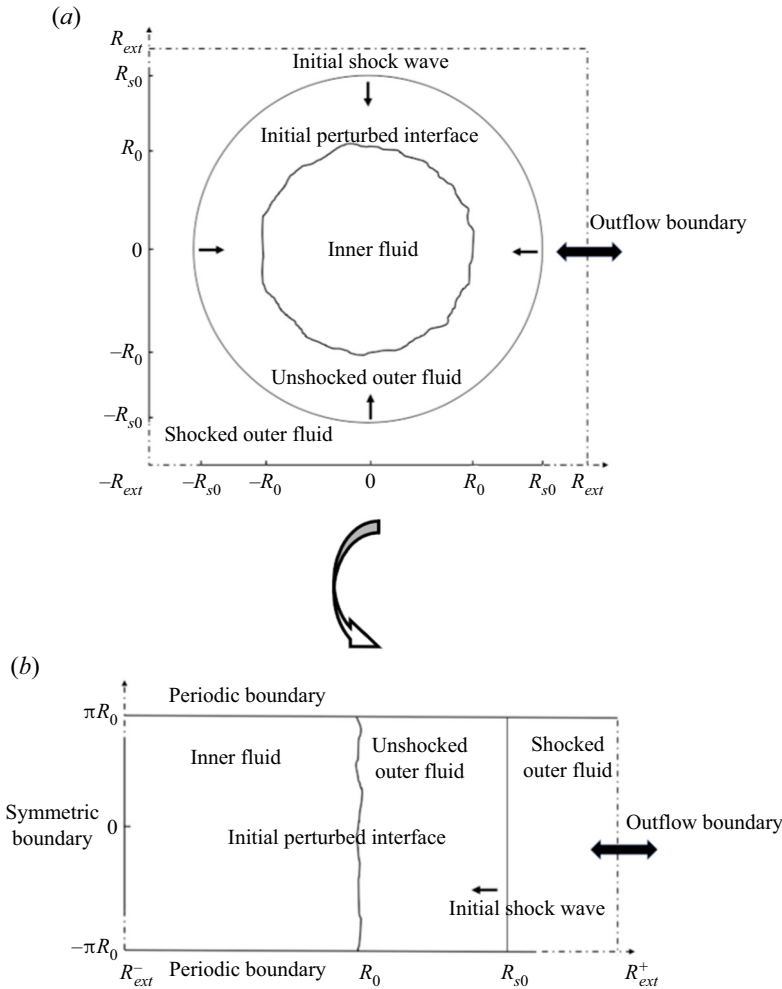 (a)
R_ext
Initial shock wave
R_s0
Initial perturbed interface
R_0
Outflow boundary
0
Inner fluid
−R_0
Unshocked outer fluid
−R_s0
Shocked outer fluid
−R_ext −R_s0 −R_0 0 R_0 R_s0 R_ext
(b)
Periodic boundary
πR_0
Inner fluid
Unshocked
outer fluid
Shocked
outer fluid
Symmetric
boundary
0
Initial perturbed interface
Outflow boundary
Initial shock wave
−πR_0
R^−_ext Periodic boundary R_0 R_s0 R^+_ext